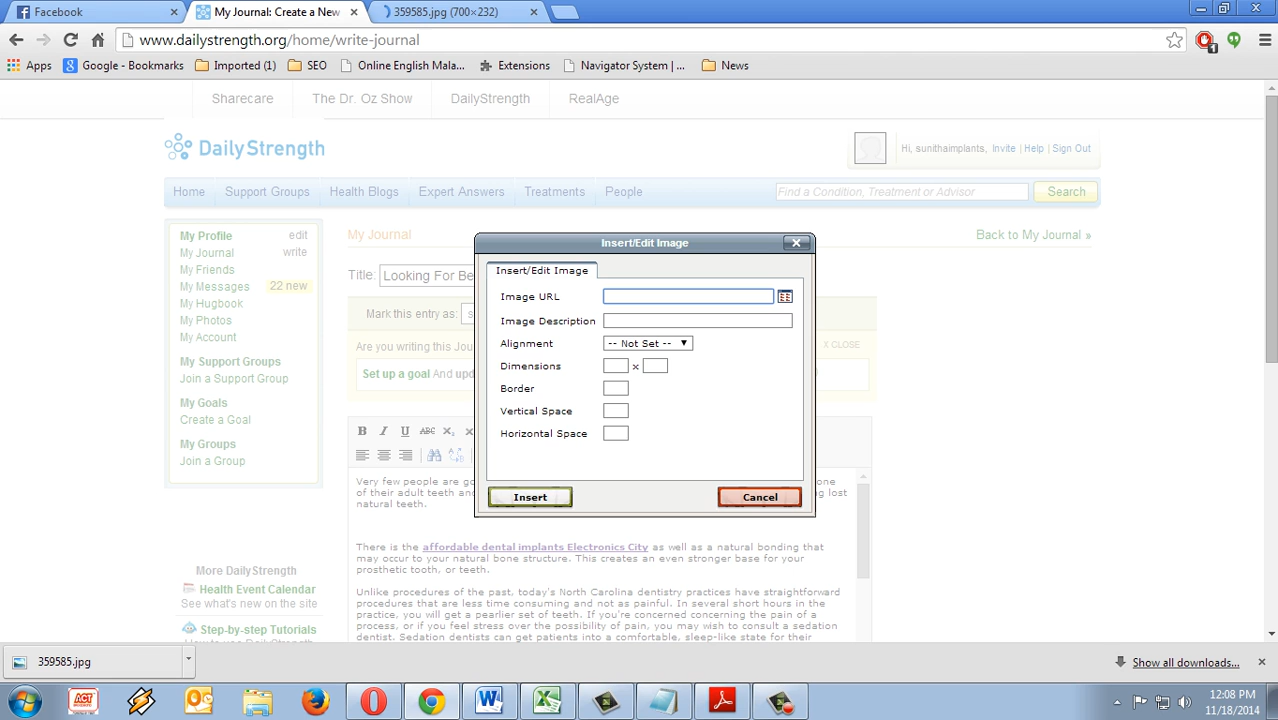 Facebook
My Journal: Create a New
359585.jpg (700×232)
www.dailystrength.org/home/write-journal
1
Apps
Google - Bookmarks
Imported (1)
SEO
Online English Mala...
Extensions
Navigator System | ...
News
Sharecare
The Dr. Oz Show
DailyStrength
RealAge
DailyStrength
Hi, sunithaimplants, Invite | Help | Sign Out
Home
Support Groups
Health Blogs
Expert Answers
Treatments
People
Find a Condition, Treatment or Advisor
Search
My Profile
edit
My Journal
write
My Friends
My Messages
22 new
My Hugbook
My Photos
My Account
My Support Groups
Join a Support Group
My Goals
Create a Goal
My Groups
Join a Group
More DailyStrength
Health Event Calendar
See what's new on the site
Step-by-step Tutorials
How to use DailyStrength
My Journal
Back to My Journal »
Title: Looking For Be
Mark this entry as: s
Are you writing this Jou
X CLOSE
Set up a goal And upd
B I U ABC
Insert/Edit Image
Insert/Edit Image
Image URL
Image Description
Alignment
-- Not Set --
Dimensions
x
Border
Vertical Space
Horizontal Space
Insert
Cancel
Very few people are go one
of their adult teeth and ng lost
natural teeth.
There is the affordable dental implants Electronics City as well as a natural bonding that
may occur to your natural bone structure. This creates an even stronger base for your
prosthetic tooth, or teeth.
Unlike procedures of the past, today's North Carolina dentistry practices have straightforward
procedures that are less time consuming and not as painful. In several short hours in the
practice, you will get a pearlier set of teeth. If you're concerned concerning the pain of a
process, or if you feel stress over the possibility of pain, you may wish to consult a sedation
dentist. Sedation dentists can get patients into a comfortable, sleep-like state for their
359585.jpg
Show all downloads...
ACT
12:08 PM
11/18/2014